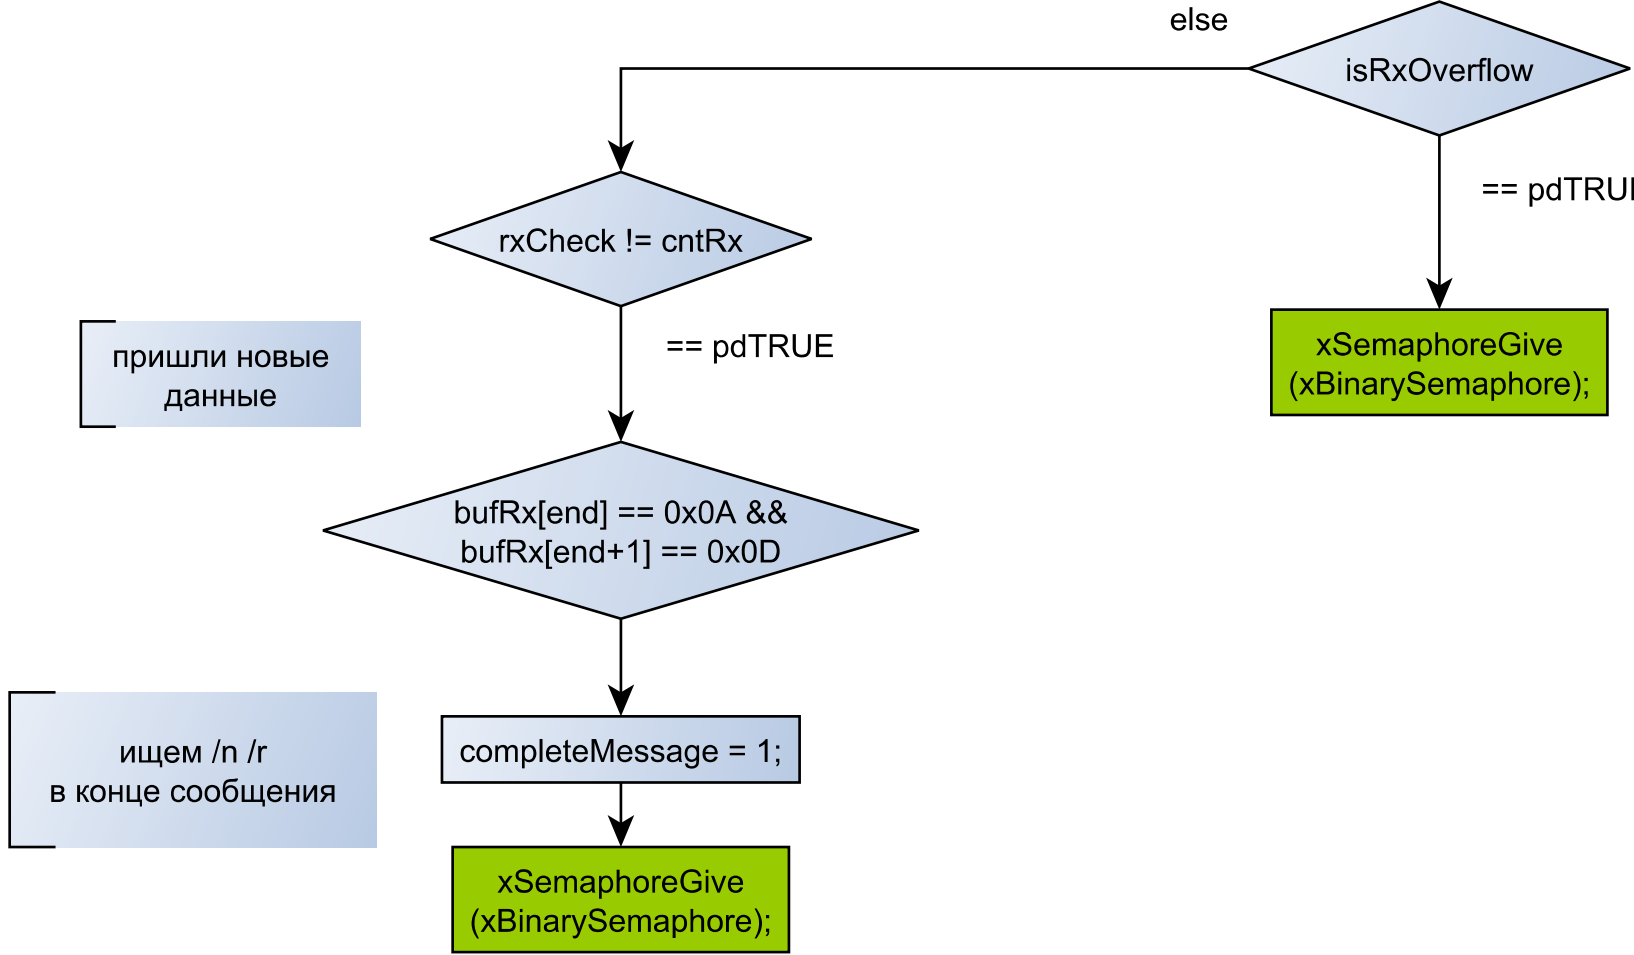 else
isRxOverflow
== pdTRUE
rxCheck != cntRx
== pdTRUE
пришли новые
данные
xSemaphoreGive
(xBinarySemaphore);
bufRx[end] == 0x0A &&
bufRx[end+1] == 0x0D
ищем /n /r
в конце сообщения
completeMessage = 1;
xSemaphoreGive
(xBinarySemaphore);